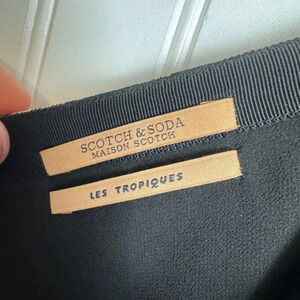 SCOTCH & SODA
MAISON SCOTCH
LES TROPIQUES